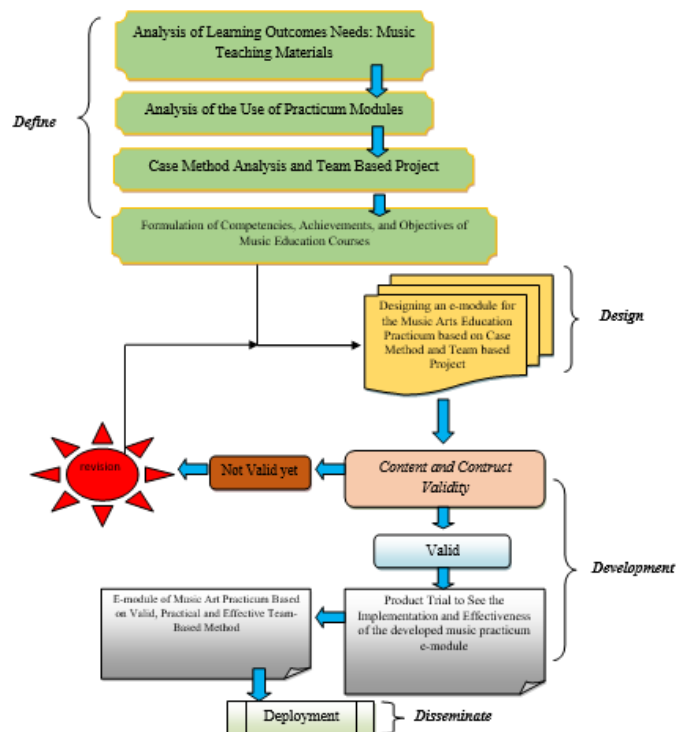 Analysis of Learning Outcomes Needs: Music
Teaching Materials
Define
Analysis of the Use of Practicum Modules
Case Method Analysis and Team Based Project
Formulation of Competencies, Achievements, and Objectives of
Music Education Courses
Designing an e-module for
the Music Arts Education
Practicum based on Case
Method and Team based
Project
Design
revision
Not Valid yet
Content and Contruct
Validity
Valid
Development
E-module of Music Art Practicum Based
on Valid, Practical and Effective Team-
Based Method
Product Trial to See the
Implementation and Effectiveness
of the developed music practicum
e-module
Deployment
Disseminate